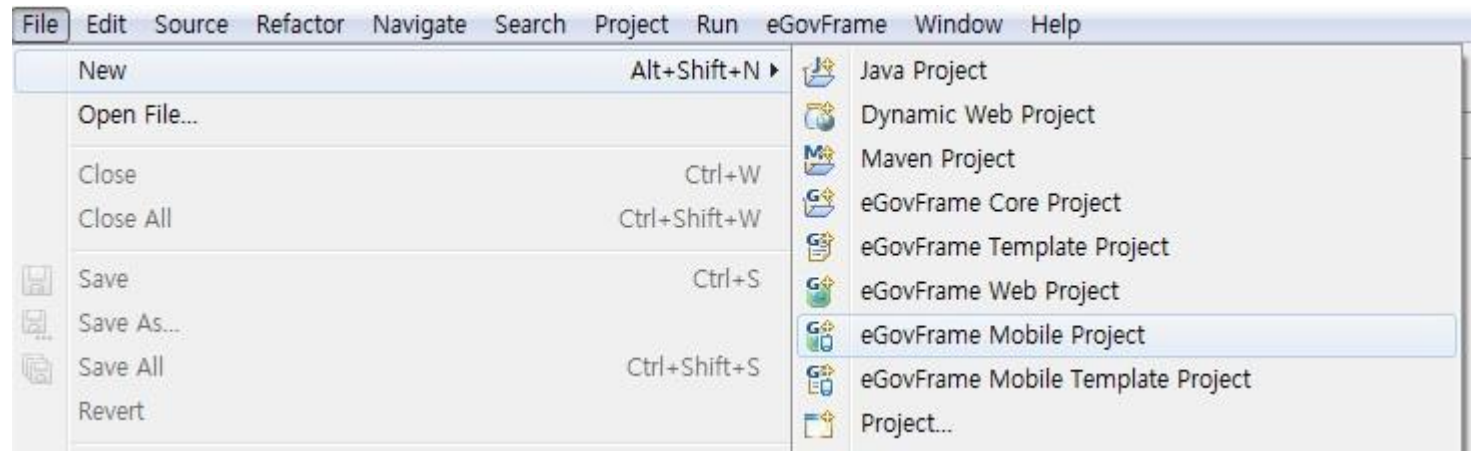 File Edit Source Refactor Navigate Search Project Run eGovFrame Window Help
New Alt+Shift+N
Open File...
Close Ctrl+W
Close All Ctrl+Shift+W
Save Ctrl+S
Save As...
Save All Ctrl+Shift+S
Revert
Java Project
Dynamic Web Project
Maven Project
eGovFrame Core Project
eGovFrame Template Project
eGovFrame Web Project
eGovFrame Mobile Project
eGovFrame Mobile Template Project
Project...